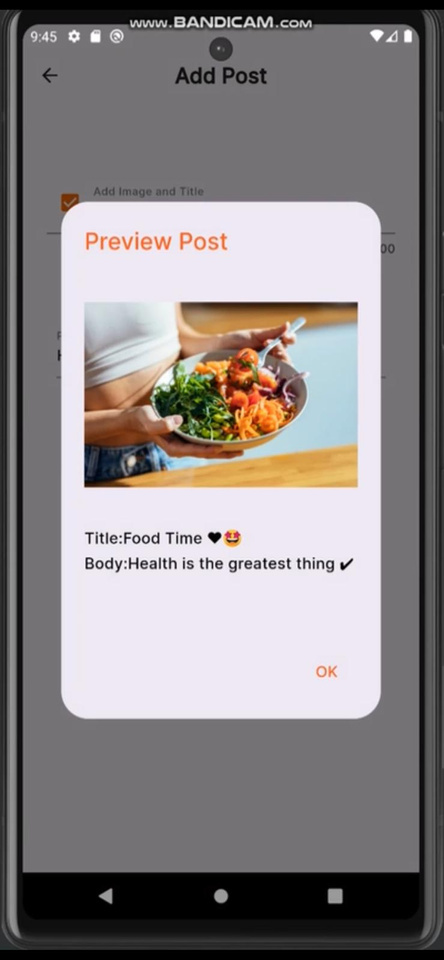 www.BANDICAM.com
9:45
Add Post
Add Image and Title
00
Preview Post
Title:Food Time ♥🤩
Body:Health is the greatest thing ✔
OK